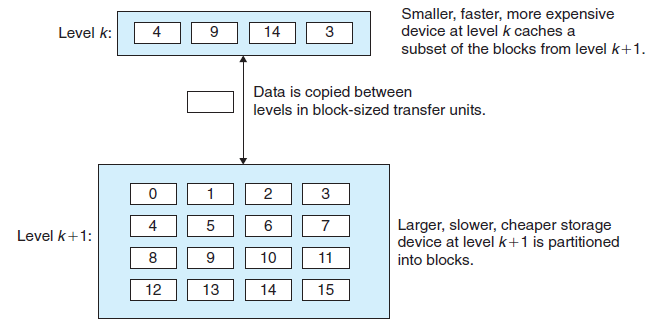 Level k:
4 9 14 3
Smaller, faster, more expensive
device at level k caches a
subset of the blocks from level k+1.
Data is copied between
levels in block-sized transfer units.
Level k+1:
0 1 2 3
4 5 6 7
8 9 10 11
12 13 14 15
Larger, slower, cheaper storage
device at level k+1 is partitioned
into blocks.